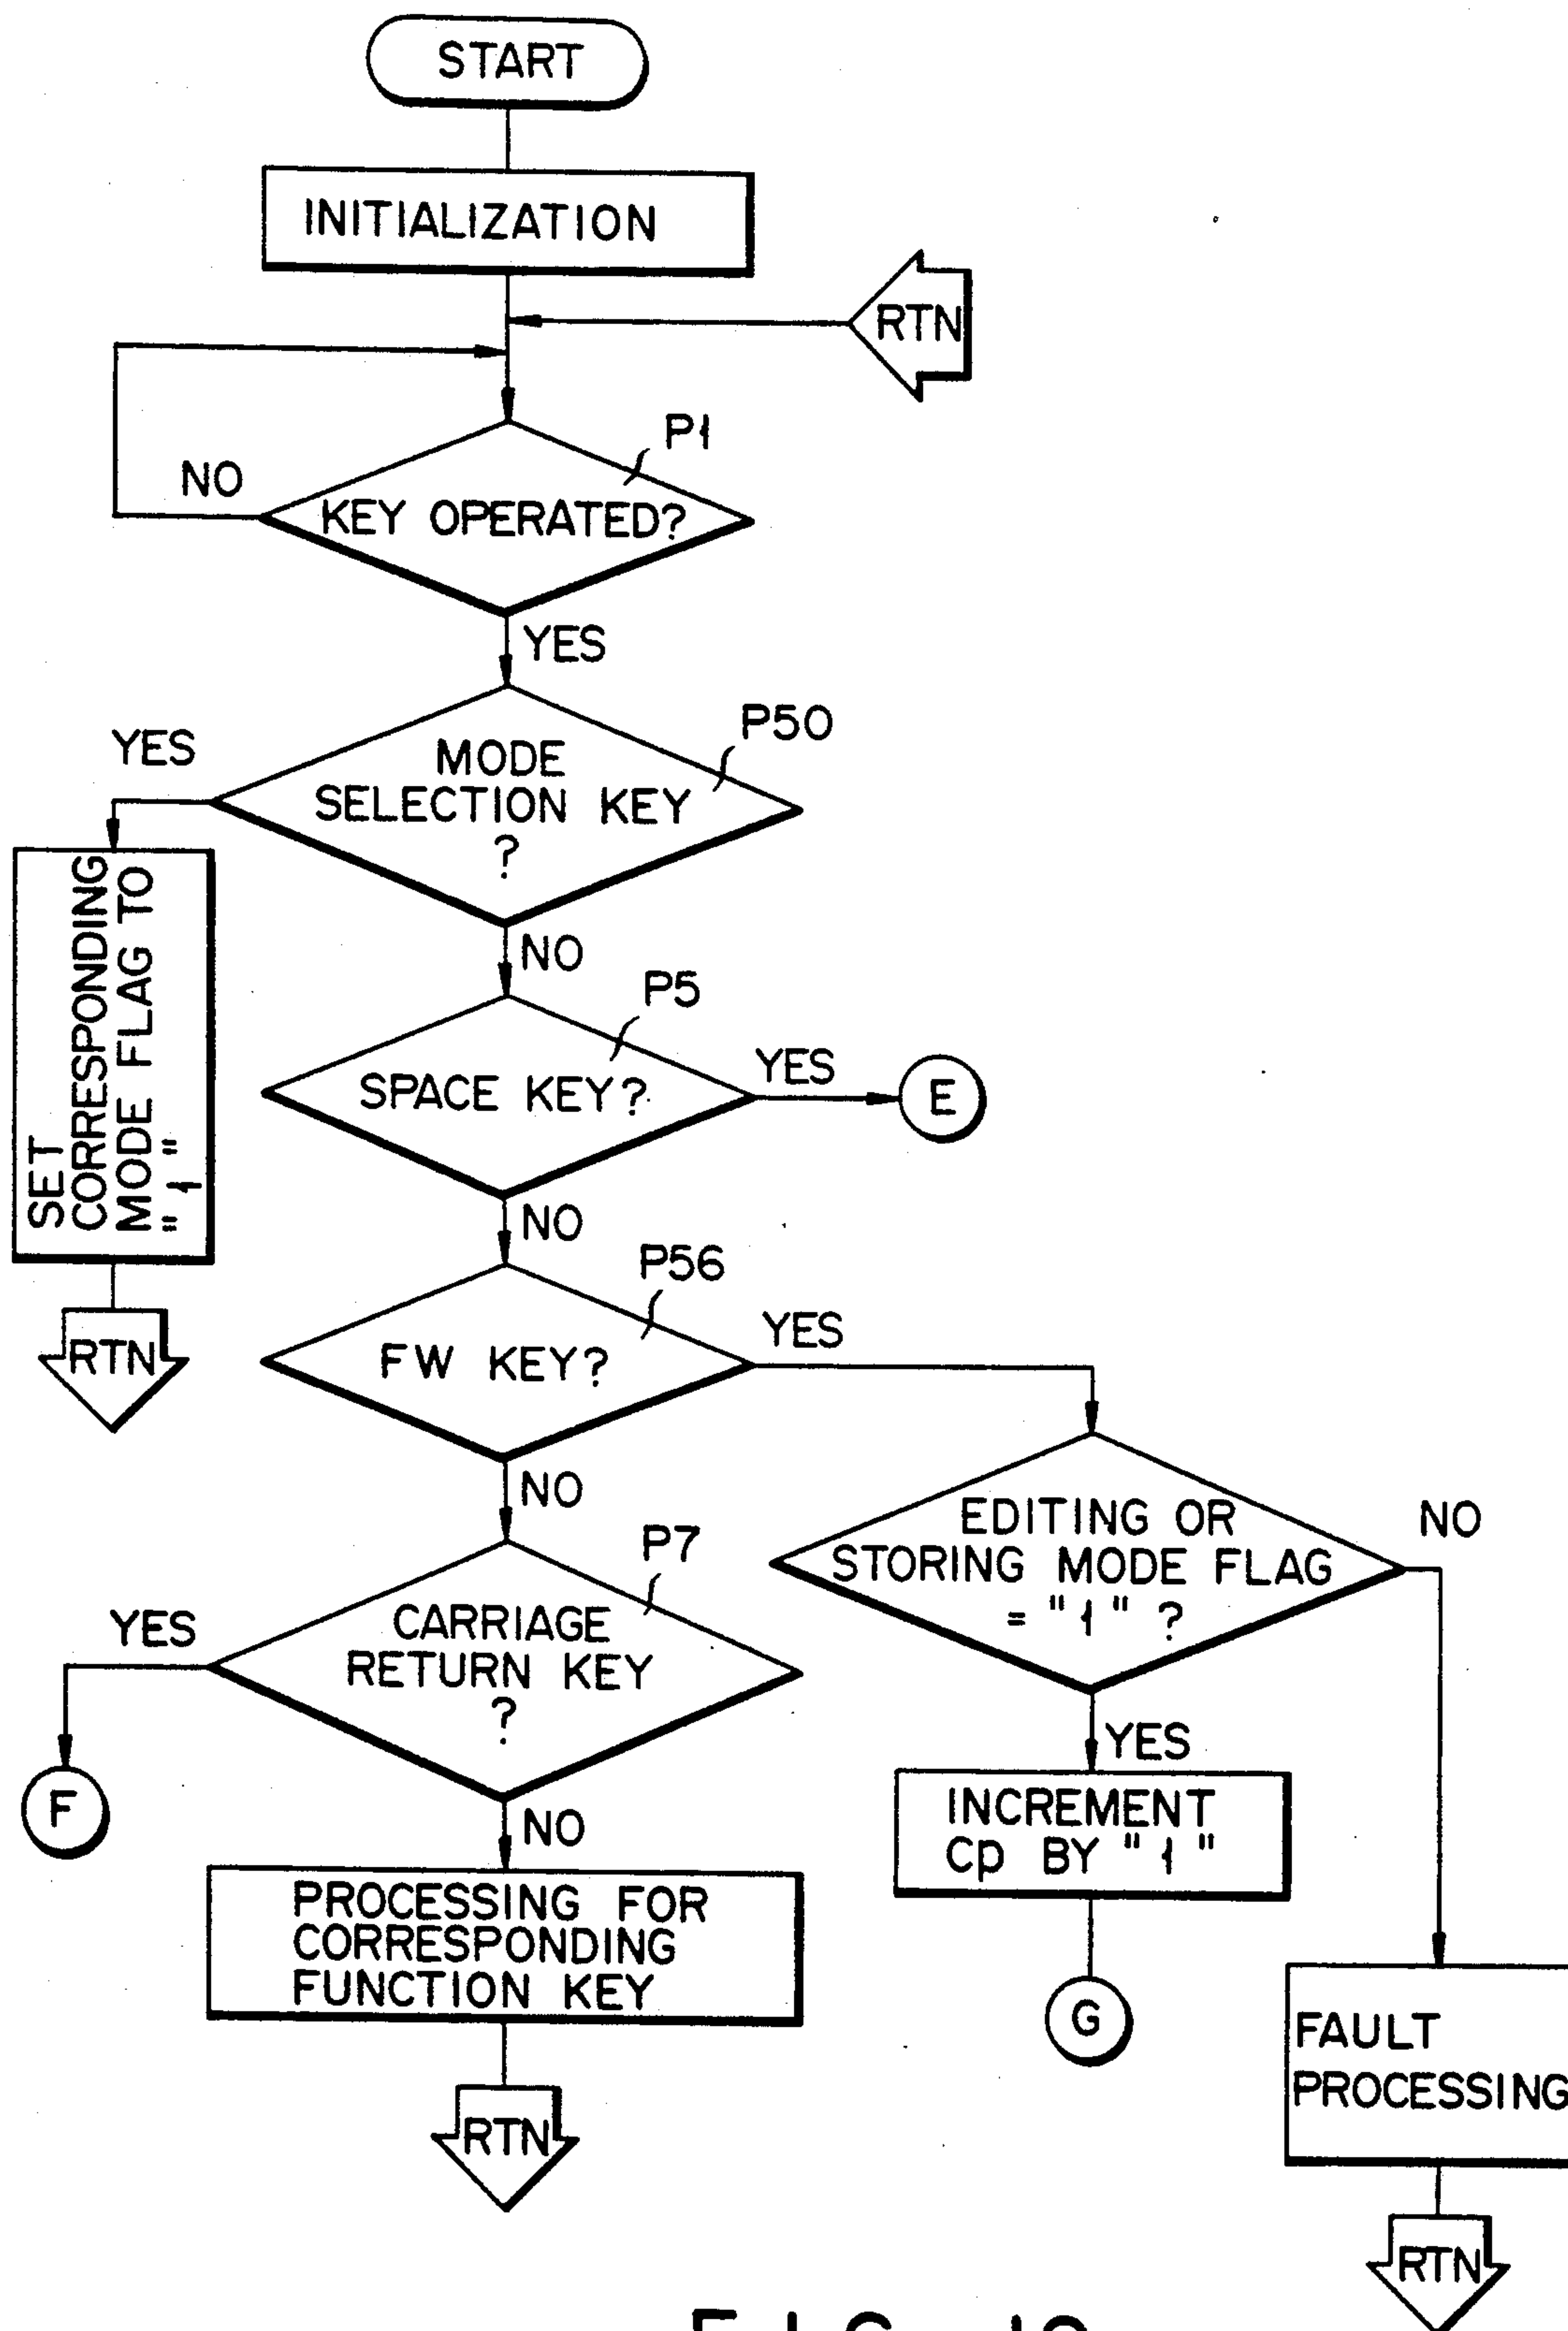 START
INITIALIZATION
RTN
P1
NO
KEY OPERATED?
YES
P50
YES
MODE
SELECTION KEY
?
SET
CORRESPONDING
MODE FLAG TO
"1"
RTN
NO
P5
SPACE KEY?
YES
E
NO
P56
FW KEY?
YES
NO
P7
YES
CARRIAGE
RETURN KEY
?
F
NO
PROCESSING FOR
CORRESPONDING
FUNCTION KEY
RTN
EDITING OR
STORING MODE FLAG
= "1" ?
NO
YES
INCREMENT
Cp BY "1"
G
FAULT
PROCESSING
RTN